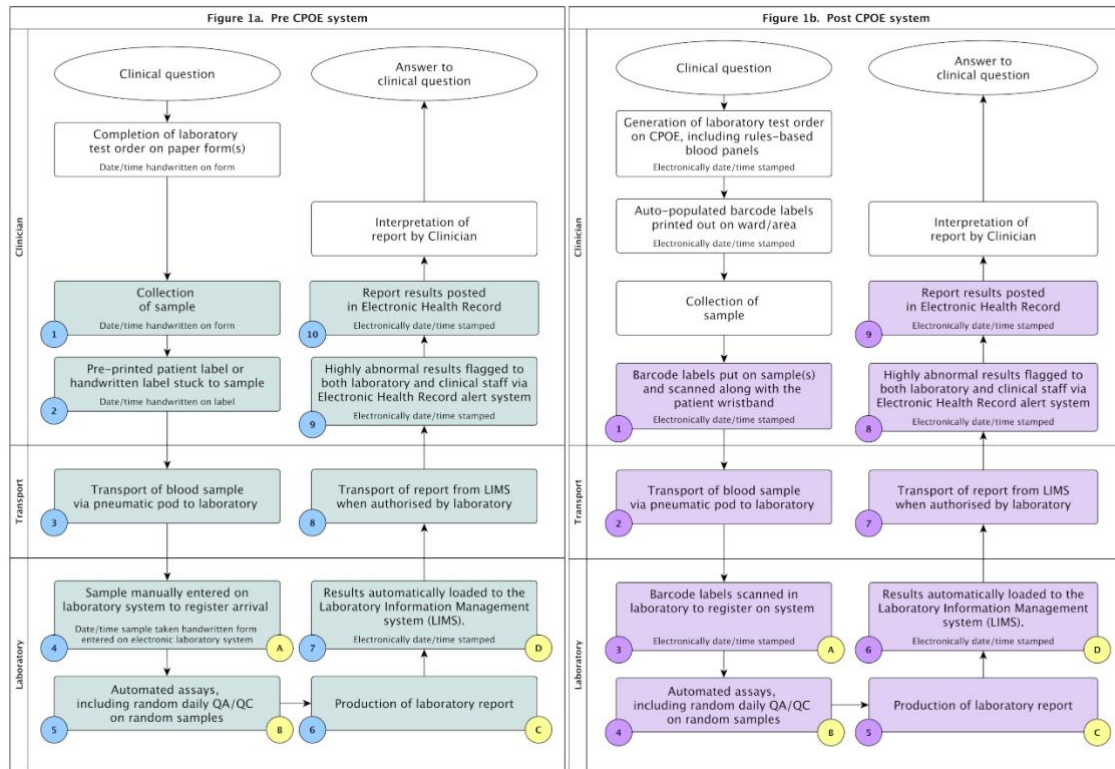 Figure 1a. Pre CPOE system
Clinician
Clinical question
Completion of laboratory
test order on paper form(s)
Date/time handwritten on form
Collection
of sample
Date/time handwritten on form
1
Pre-printed patient label or
handwritten label stuck to sample
Date/time handwritten on label
2
Answer to
clinical question
Interpretation of
report by Clinician
Report results posted
in Electronic Health Record
Electronically date/time stamped
10
Highly abnormal results flagged to
both laboratory and clinical staff via
Electronic Health Record alert system
Electronically date/time stamped
9
Transport
Transport of blood sample
via pneumatic pod to laboratory
3
Transport of report from LIMS
when authorised by laboratory
8
Laboratory
Sample manually entered on
laboratory system to register arrival
Date/time sample taken handwritten form
entered on electronic laboratory system
4
A
Automated assays,
including random daily QA/QC
on random samples
5
B
Results automatically loaded to the
Laboratory Information Management
system (LIMS).
Electronically date/time stamped
7
D
Production of laboratory report
6
C
Figure 1b. Post CPOE system
Clinician
Clinical question
Generation of laboratory test order
on CPOE, including rules-based
blood panels
Electronically date/time stamped
Auto-populated barcode labels
printed out on ward/area
Electronically date/time stamped
Collection of
sample
Barcode labels put on sample(s)
and scanned along with the
patient wristband
Electronically date/time stamped
1
Answer to
clinical question
Interpretation of
report by Clinician
Report results posted
in Electronic Health Record
Electronically date/time stamped
9
Highly abnormal results flagged to
both laboratory and clinical staff via
Electronic Health Record alert system
Electronically date/time stamped
8
Transport
Transport of blood sample
via pneumatic pod to laboratory
2
Transport of report from LIMS
when authorised by laboratory
7
Laboratory
Barcode labels scanned in
laboratory to register on system
Electronically date/time stamped
3
A
Automated assays,
including random daily QA/QC
on random samples
4
B
Results automatically loaded to the
Laboratory Information Management
system (LIMS).
Electronically date/time stamped
6
D
Production of laboratory report
5
C